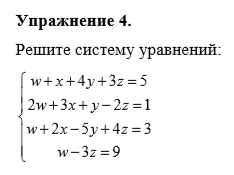 Упражнение 4.
Решите систему уравнений:
w+x+4y+3z=5
2w+3x+y−2z=1
w+2x−5y+4z=3
w−3z=9